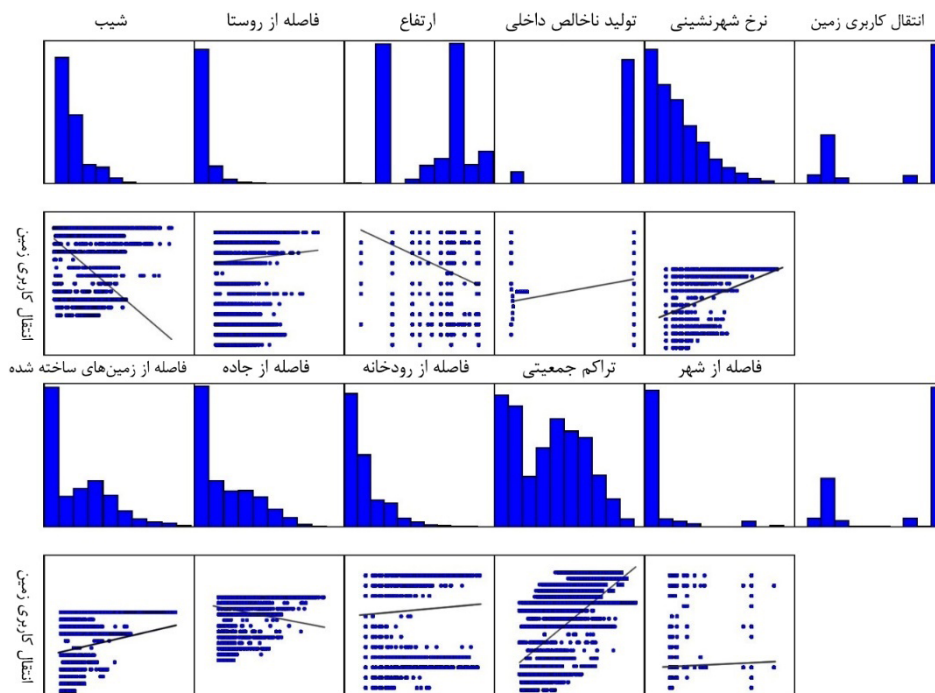 انتقال کاربری زمین
نرخ شهرنشینی
تولید ناخالص داخلی
ارتفاع
فاصله از روستا
شیب
انتقال کاربری زمین
فاصله از شهر
تراکم جمعیتی
فاصله از رودخانه
فاصله از جاده
فاصله از زمین‌های ساخته شده
انتقال کاربری زمین